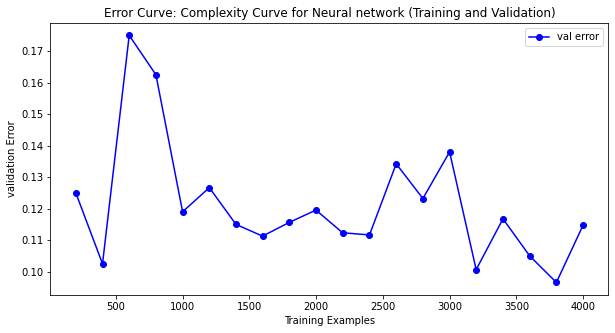 Error Curve: Complexity Curve for Neural network (Training and Validation)
val error
validation Error
0.17
0.16
0.15
0.14
0.13
0.12
0.11
0.10
500 1000 1500 2000 2500 3000 3500 4000
Training Examples